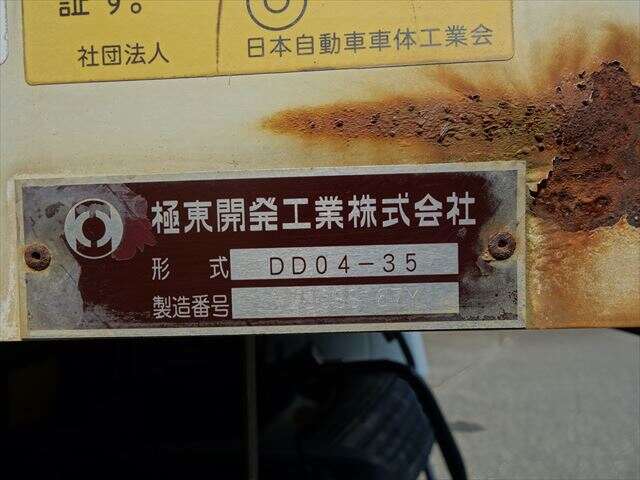 証す。
社団法人
日本自動車車体工業会
極東開発工業株式会社
形 式 DD04-35
製造番号